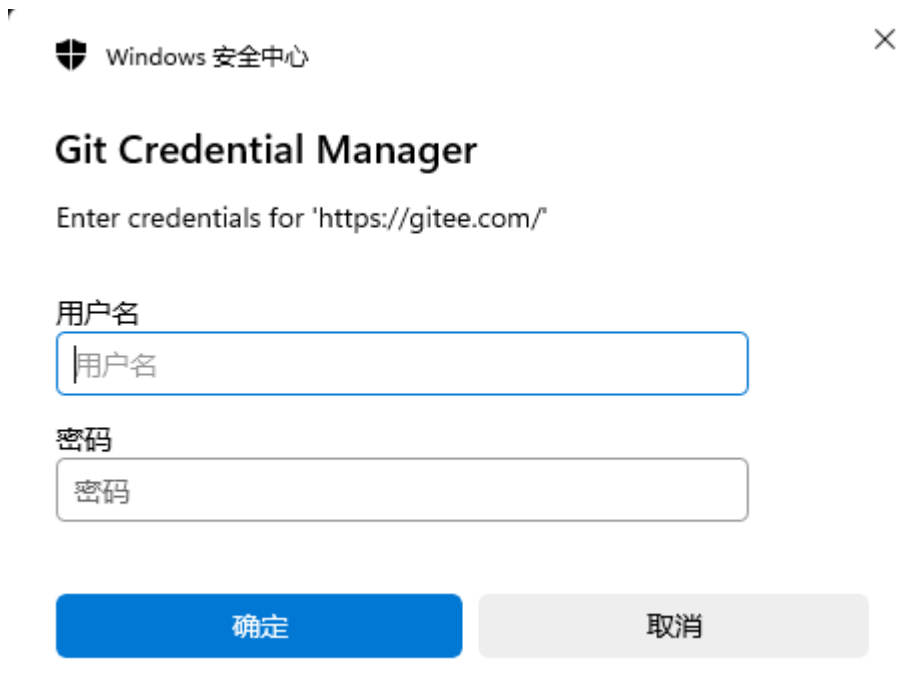 Windows 安全中心
Git Credential Manager
Enter credentials for 'https://gitee.com/'
用户名
用户名
密码
密码
确定 取消